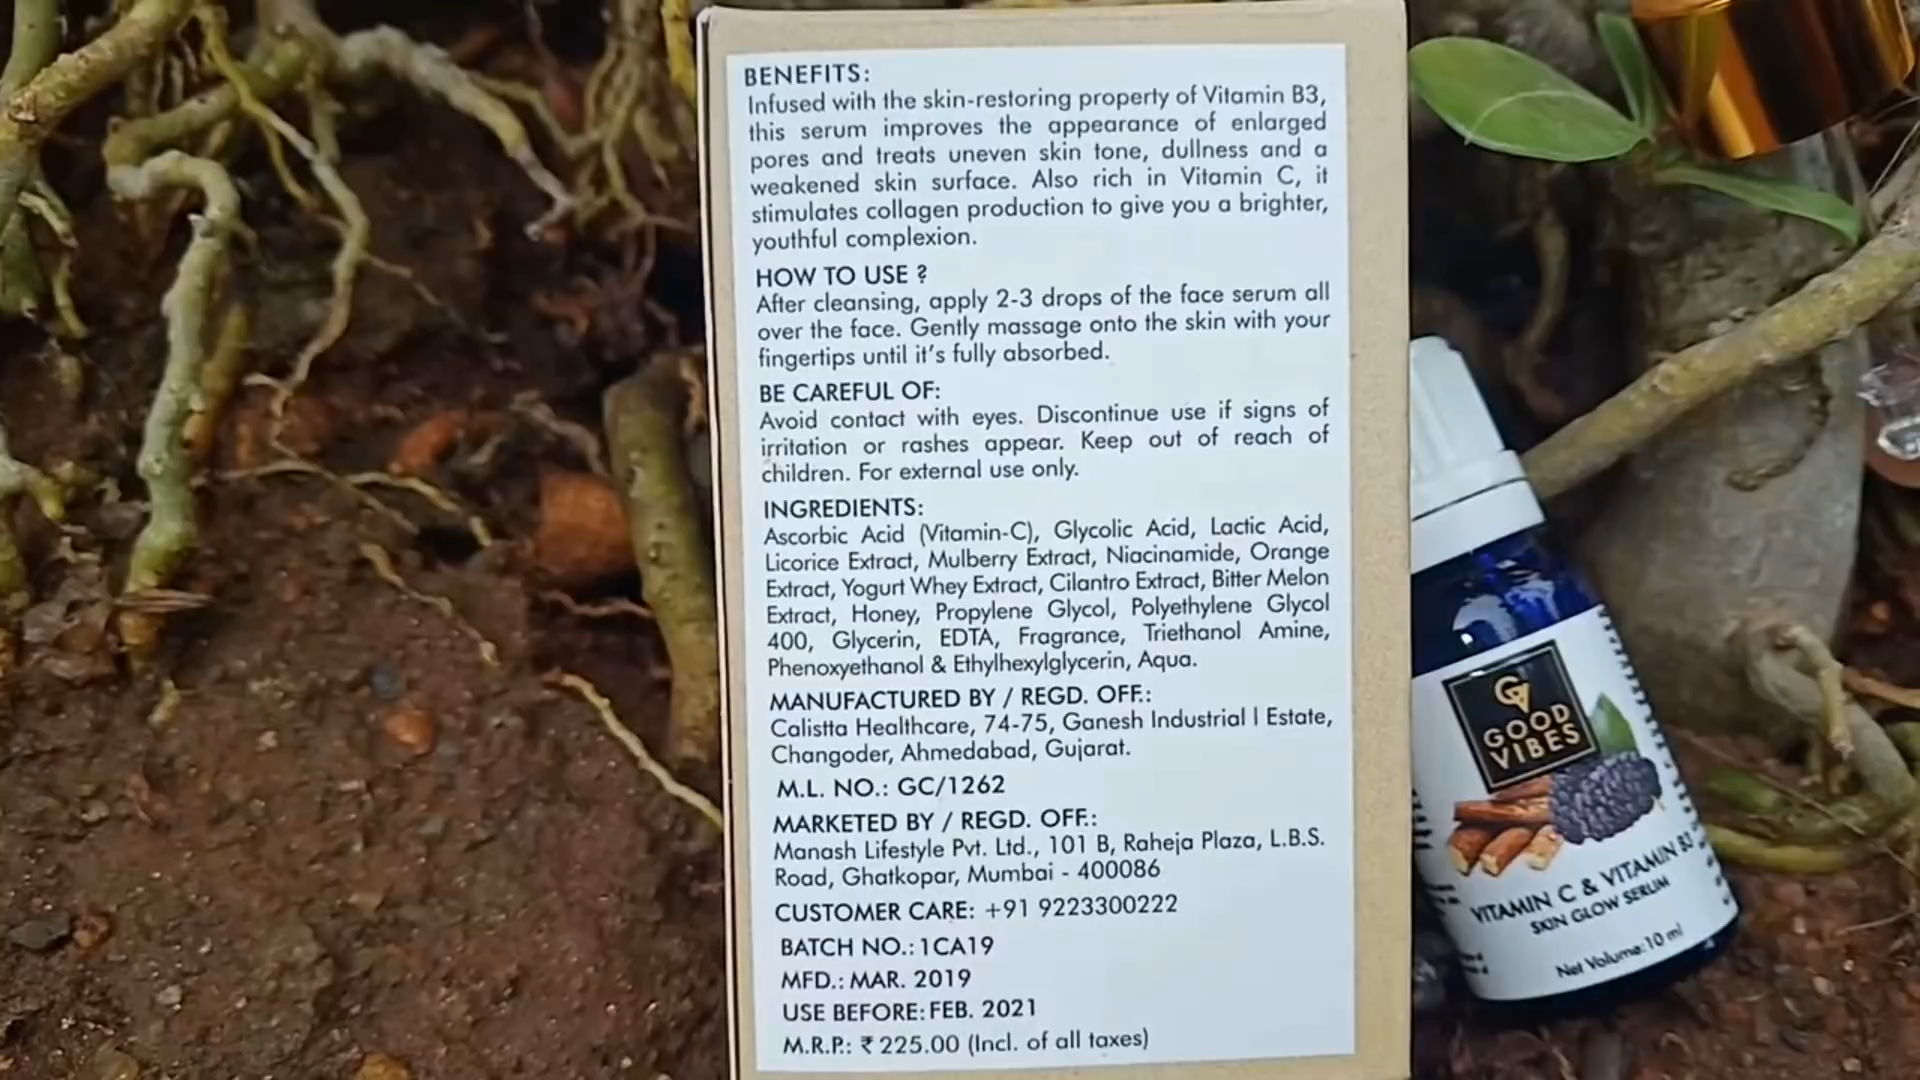 BENEFITS:
Infused with the skin-restoring property of Vitamin B3,
this serum improves the appearance of enlarged
pores and treats uneven skin tone, dullness and a
weakened skin surface. Also rich in Vitamin C, it
stimulates collagen production to give you a brighter,
youthful complexion.
HOW TO USE ?
After cleansing, apply 2-3 drops of the face serum all
over the face. Gently massage onto the skin with your
fingertips until it's fully absorbed.
BE CAREFUL OF:
Avoid contact with eyes. Discontinue use if signs of
irritation or rashes appear. Keep out of reach of
children. For external use only.
INGREDIENTS:
Ascorbic Acid (Vitamin-C), Glycolic Acid, Lactic Acid,
Licorice Extract, Mulberry Extract, Niacinamide, Orange
Extract, Yogurt Whey Extract, Cilantro Extract, Bitter Melon
Extract, Honey, Propylene Glycol, Polyethylene Glycol
400, Glycerin, EDTA, Fragrance, Triethanol Amine,
Phenoxyethanol & Ethylhexylglycerin, Aqua.
MANUFACTURED BY / REGD. OFF.:
Calistta Healthcare, 74-75, Ganesh Industrial l Estate,
Changoder, Ahmedabad, Gujarat.
M.L. NO.: GC/1262
MARKETED BY / REGD. OFF.:
Manash Lifestyle Pvt. Ltd., 101 B, Raheja Plaza, L.B.S.
Road, Ghatkopar, Mumbai - 400086
CUSTOMER CARE: +91 9223300222
BATCH NO.: 1CA19
MFD.: MAR. 2019
USE BEFORE: FEB. 2021
M.R.P.: ₹ 225.00 (Incl. of all taxes)
GV
GOOD
VIBES
VITAMIN C & VITAMIN B3
SKIN GLOW SERUM
Net Volume: 10 ml